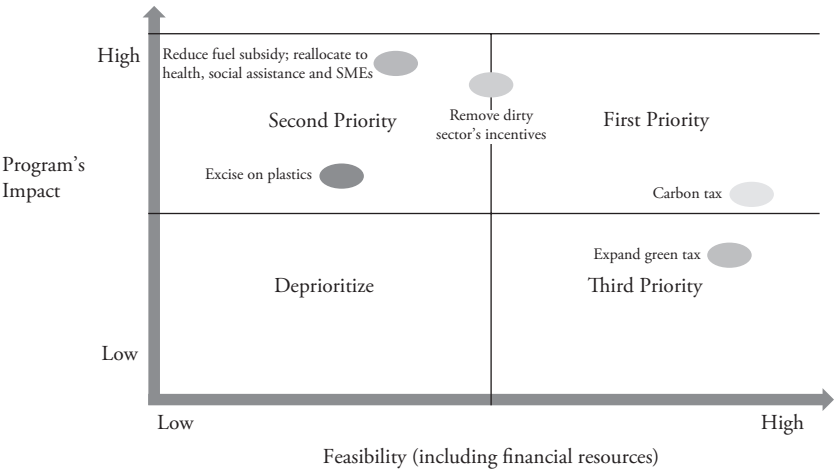 High
Reduce fuel subsidy; reallocate to
health, social assistance and SMEs
Remove dirty
sector’s incentives
Second Priority
First Priority
Program’s
Impact
Excise on plastics
Carbon tax
Expand green tax
Deprioritize
Third Priority
Low
Low
High
Feasibility (including financial resources)